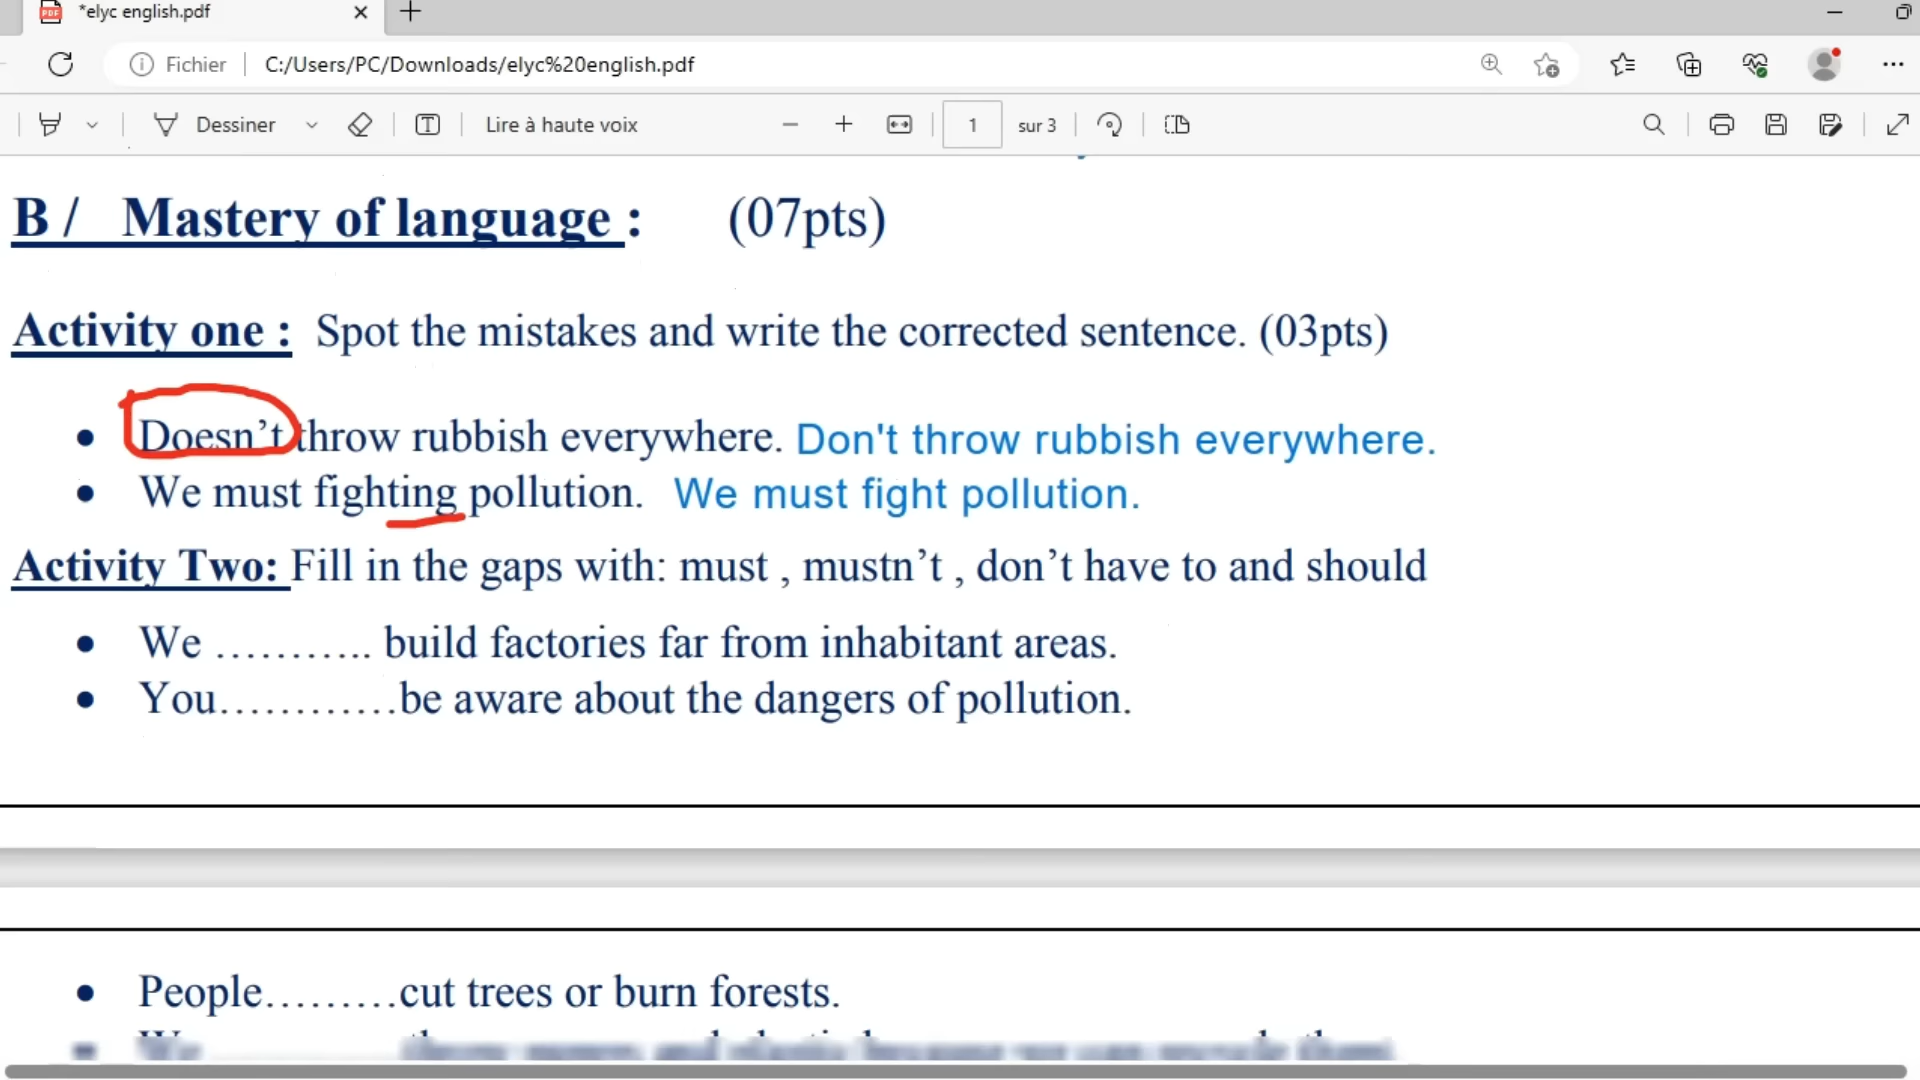 *elyc english.pdf
Fichier C:/Users/PC/Downloads/elyc%20english.pdf
Dessiner Lire à haute voix 1 sur 3
B / Mastery of language : (07pts)
Activity one : Spot the mistakes and write the corrected sentence. (03pts)
• Doesn’t throw rubbish everywhere. Don't throw rubbish everywhere.
• We must fighting pollution. We must fight pollution.
Activity Two: Fill in the gaps with: must , mustn’t , don’t have to and should
• We ……….. build factories far from inhabitant areas.
• You…………be aware about the dangers of pollution.
• People………cut trees or burn forests.